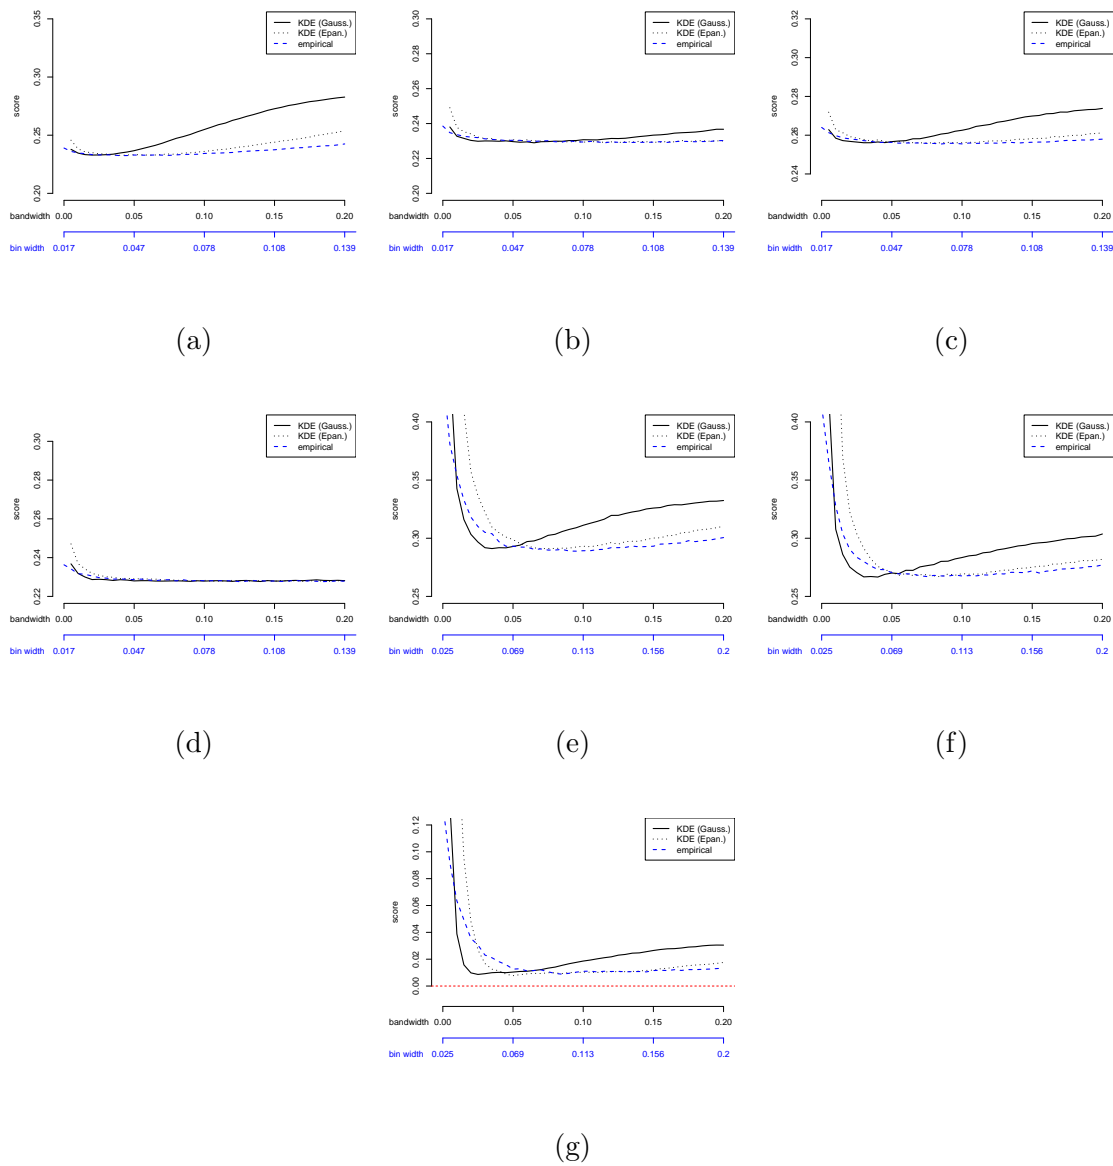 KDE (Gauss.)
KDE (Epan.)
empirical
score
0.20 0.25 0.30 0.35
bandwidth 0.00 0.05 0.10 0.15 0.20
bin width 0.017 0.047 0.078 0.108 0.139
(a)
KDE (Gauss.)
KDE (Epan.)
empirical
score
0.20 0.22 0.24 0.26 0.28 0.30
bandwidth 0.00 0.05 0.10 0.15 0.20
bin width 0.017 0.047 0.078 0.108 0.139
(b)
KDE (Gauss.)
KDE (Epan.)
empirical
score
0.24 0.26 0.28 0.30 0.32
bandwidth 0.00 0.05 0.10 0.15 0.20
bin width 0.017 0.047 0.078 0.108 0.139
(c)
KDE (Gauss.)
KDE (Epan.)
empirical
score
0.22 0.24 0.26 0.28 0.30
bandwidth 0.00 0.05 0.10 0.15 0.20
bin width 0.017 0.047 0.078 0.108 0.139
(d)
KDE (Gauss.)
KDE (Epan.)
empirical
score
0.25 0.30 0.35 0.40
bandwidth 0.00 0.05 0.10 0.15 0.20
bin width 0.025 0.069 0.113 0.156 0.2
(e)
KDE (Gauss.)
KDE (Epan.)
empirical
score
0.25 0.30 0.35 0.40
bandwidth 0.00 0.05 0.10 0.15 0.20
bin width 0.025 0.069 0.113 0.156 0.2
(f)
KDE (Gauss.)
KDE (Epan.)
empirical
score
0.00 0.02 0.04 0.06 0.08 0.10 0.12
bandwidth 0.00 0.05 0.10 0.15 0.20
bin width 0.025 0.069 0.113 0.156 0.2
(g)